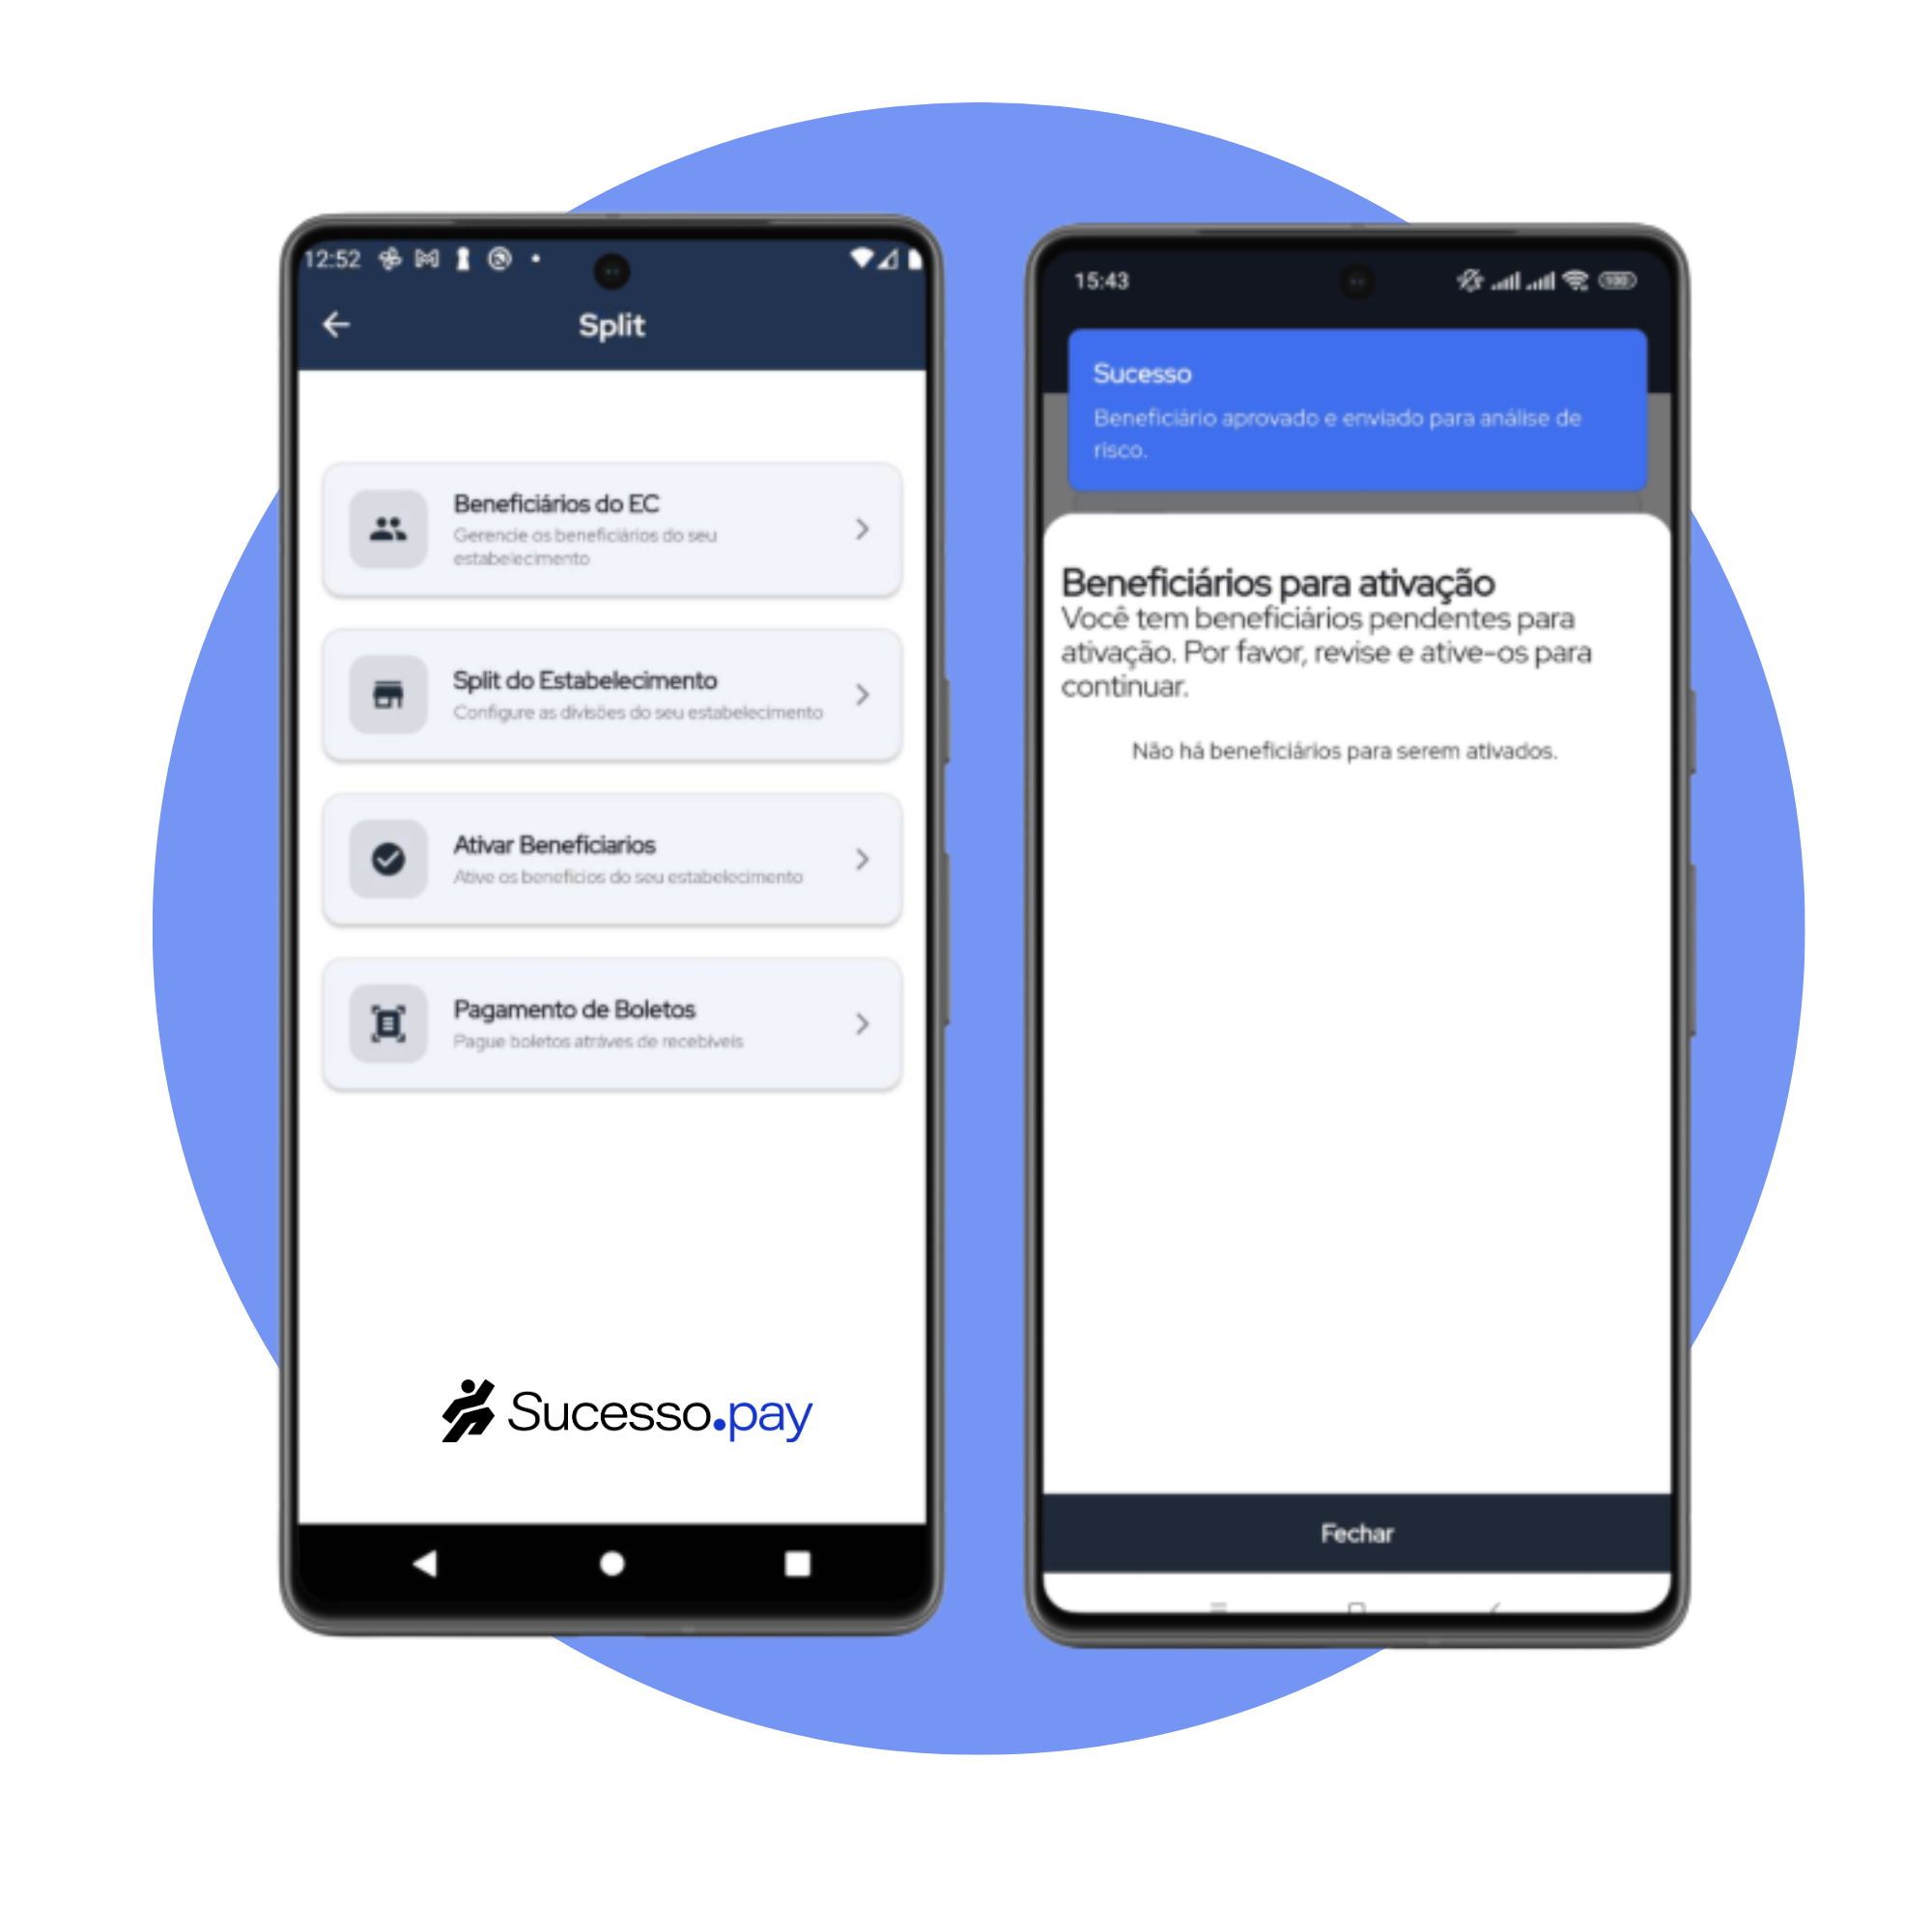 12:52
Split
Beneficiários do EC
Gerencie os beneficiários do seu
estabelecimento
Split do Estabelecimento
Configure as divisões do seu estabelecimento
Ativar Beneficiarios
Ative os benefícios do seu estabelecimento
Pagamento de Boletos
Pague boletos atráves de recebíveis
Sucesso.pay
15:43
100
Sucesso
Beneficiário aprovado e enviado para análise de
risco.
Beneficiários para ativação
Você tem beneficiários pendentes para
ativação. Por favor, revise e ative-os para
continuar.
Não há beneficiários para serem ativados.
Fechar